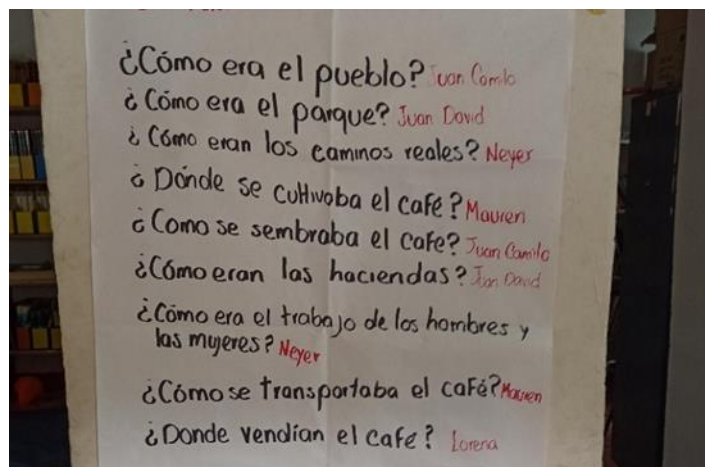 ¿Cómo era el pueblo? Juan Camilo
¿Cómo era el parque? Juan David
¿Cómo eran los caminos reales? Neyer
¿Dónde se cultivaba el café? Mauren
¿Como se sembraba el cafe? Juan Camilo
¿Cómo eran las haciendas? Juan David
¿Cómo era el trabajo de los hombres y
las mujeres? Neyer
¿Cómo se transportaba el café? Mauren
¿Donde vendían el cafe? Lorena